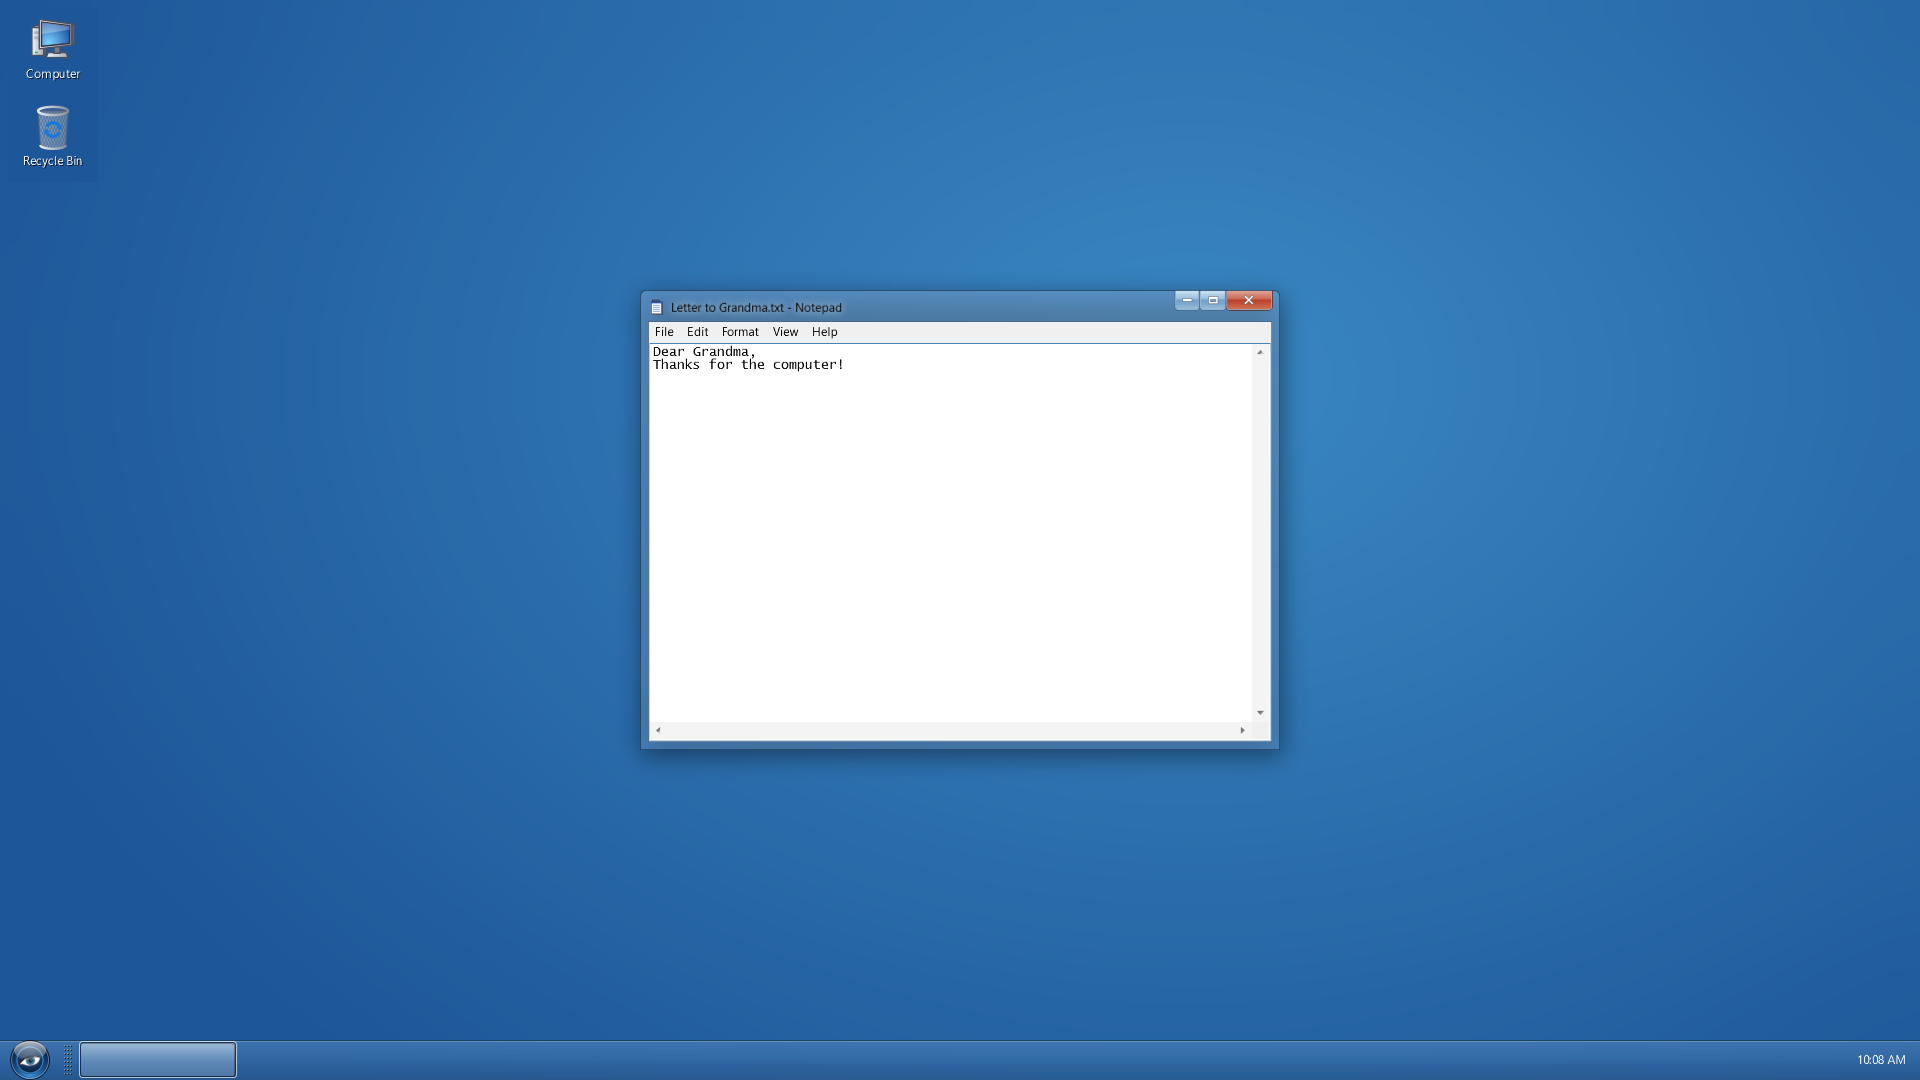 Computer
Recycle Bin
Letter to Grandma.txt - Notepad
File Edit Format View Help
Dear Grandma,
Thanks for the computer!
10:08 AM